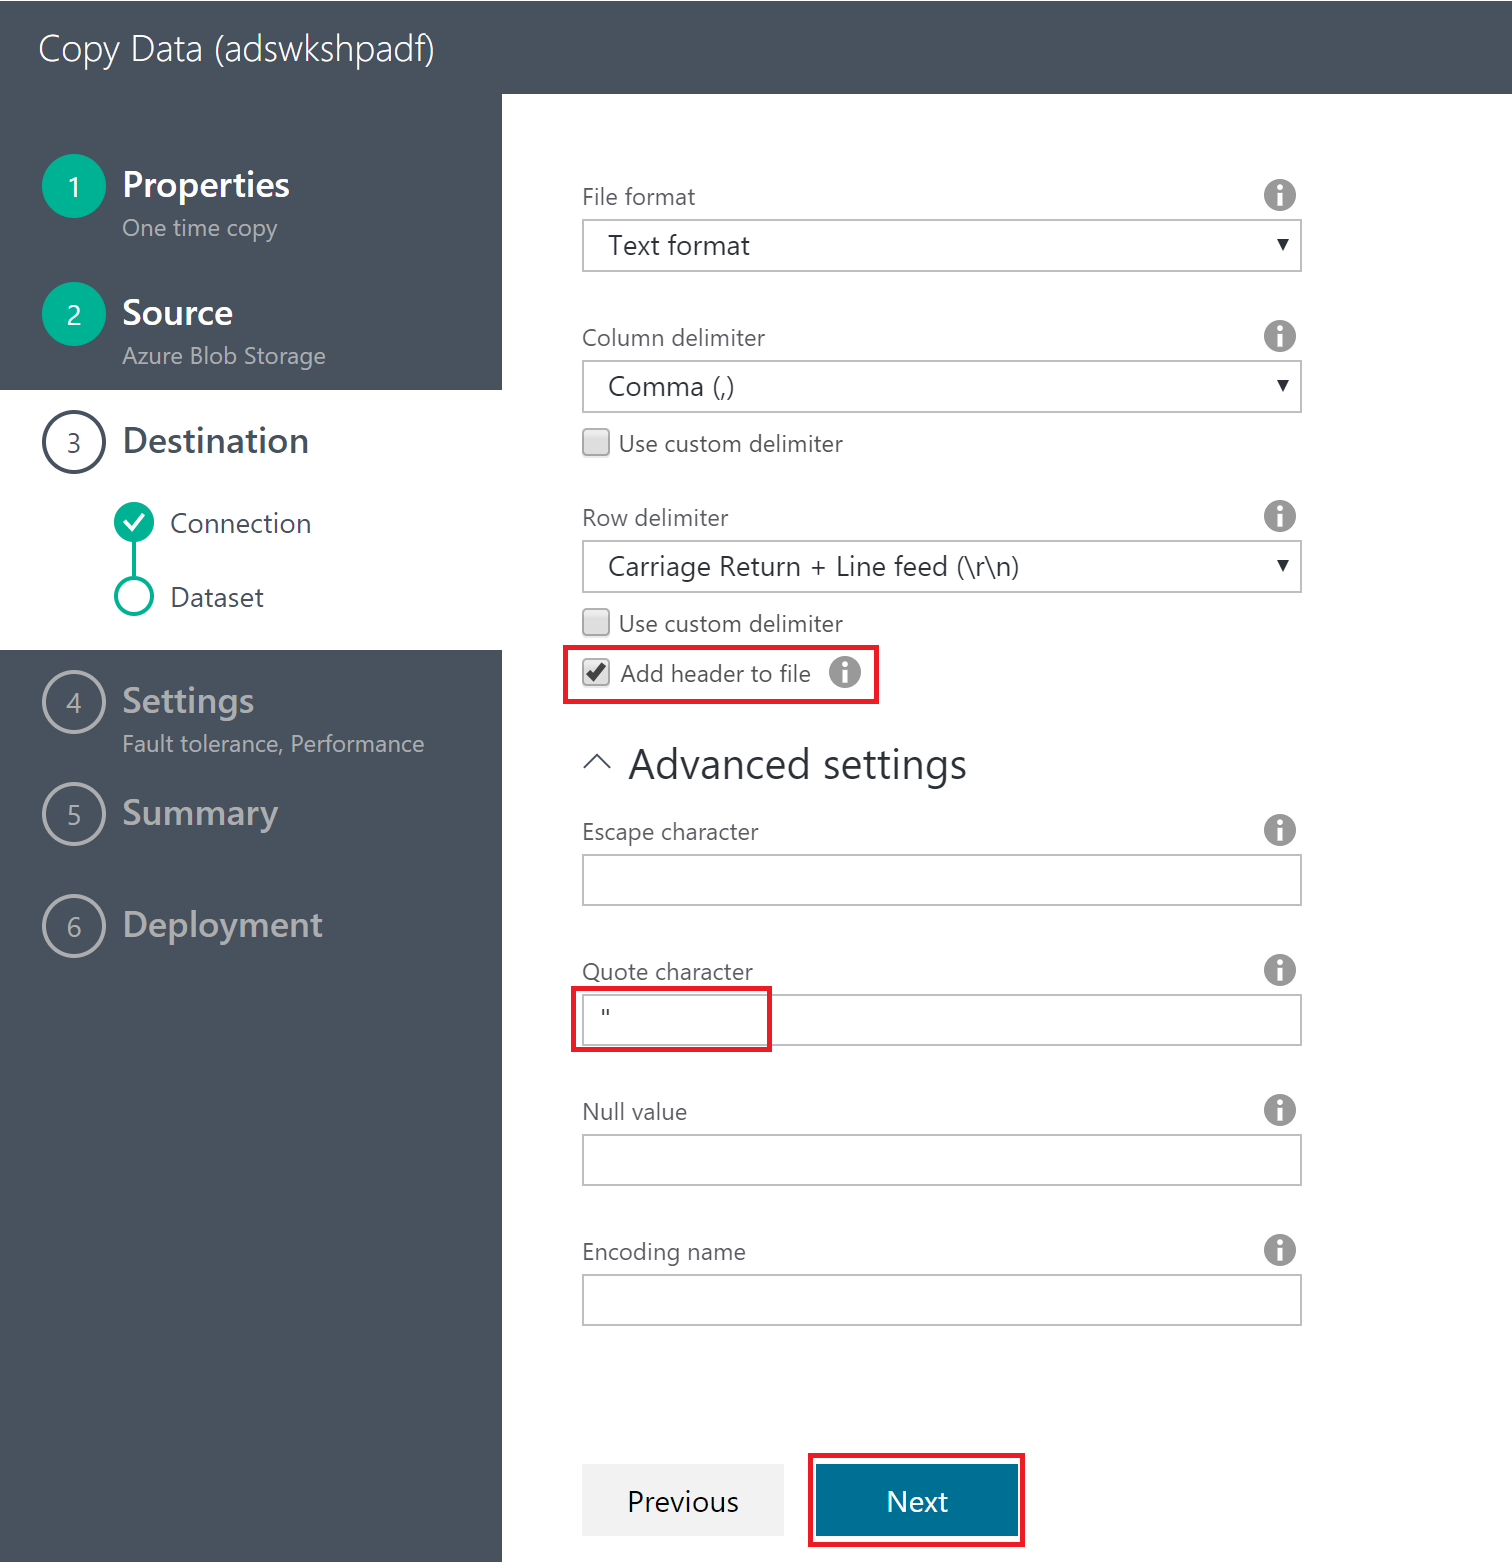 Copy Data (adswkshpadf)
1 Properties
One time copy
2 Source
Azure Blob Storage
3 Destination
Connection
Dataset
4 Settings
Fault tolerance, Performance
5 Summary
6 Deployment
File format
Text format
Column delimiter
Comma (,)
Use custom delimiter
Row delimiter
Carriage Return + Line feed (\r\n)
Use custom delimiter
Add header to file
Advanced settings
Escape character
Quote character
"
Null value
Encoding name
Previous
Next